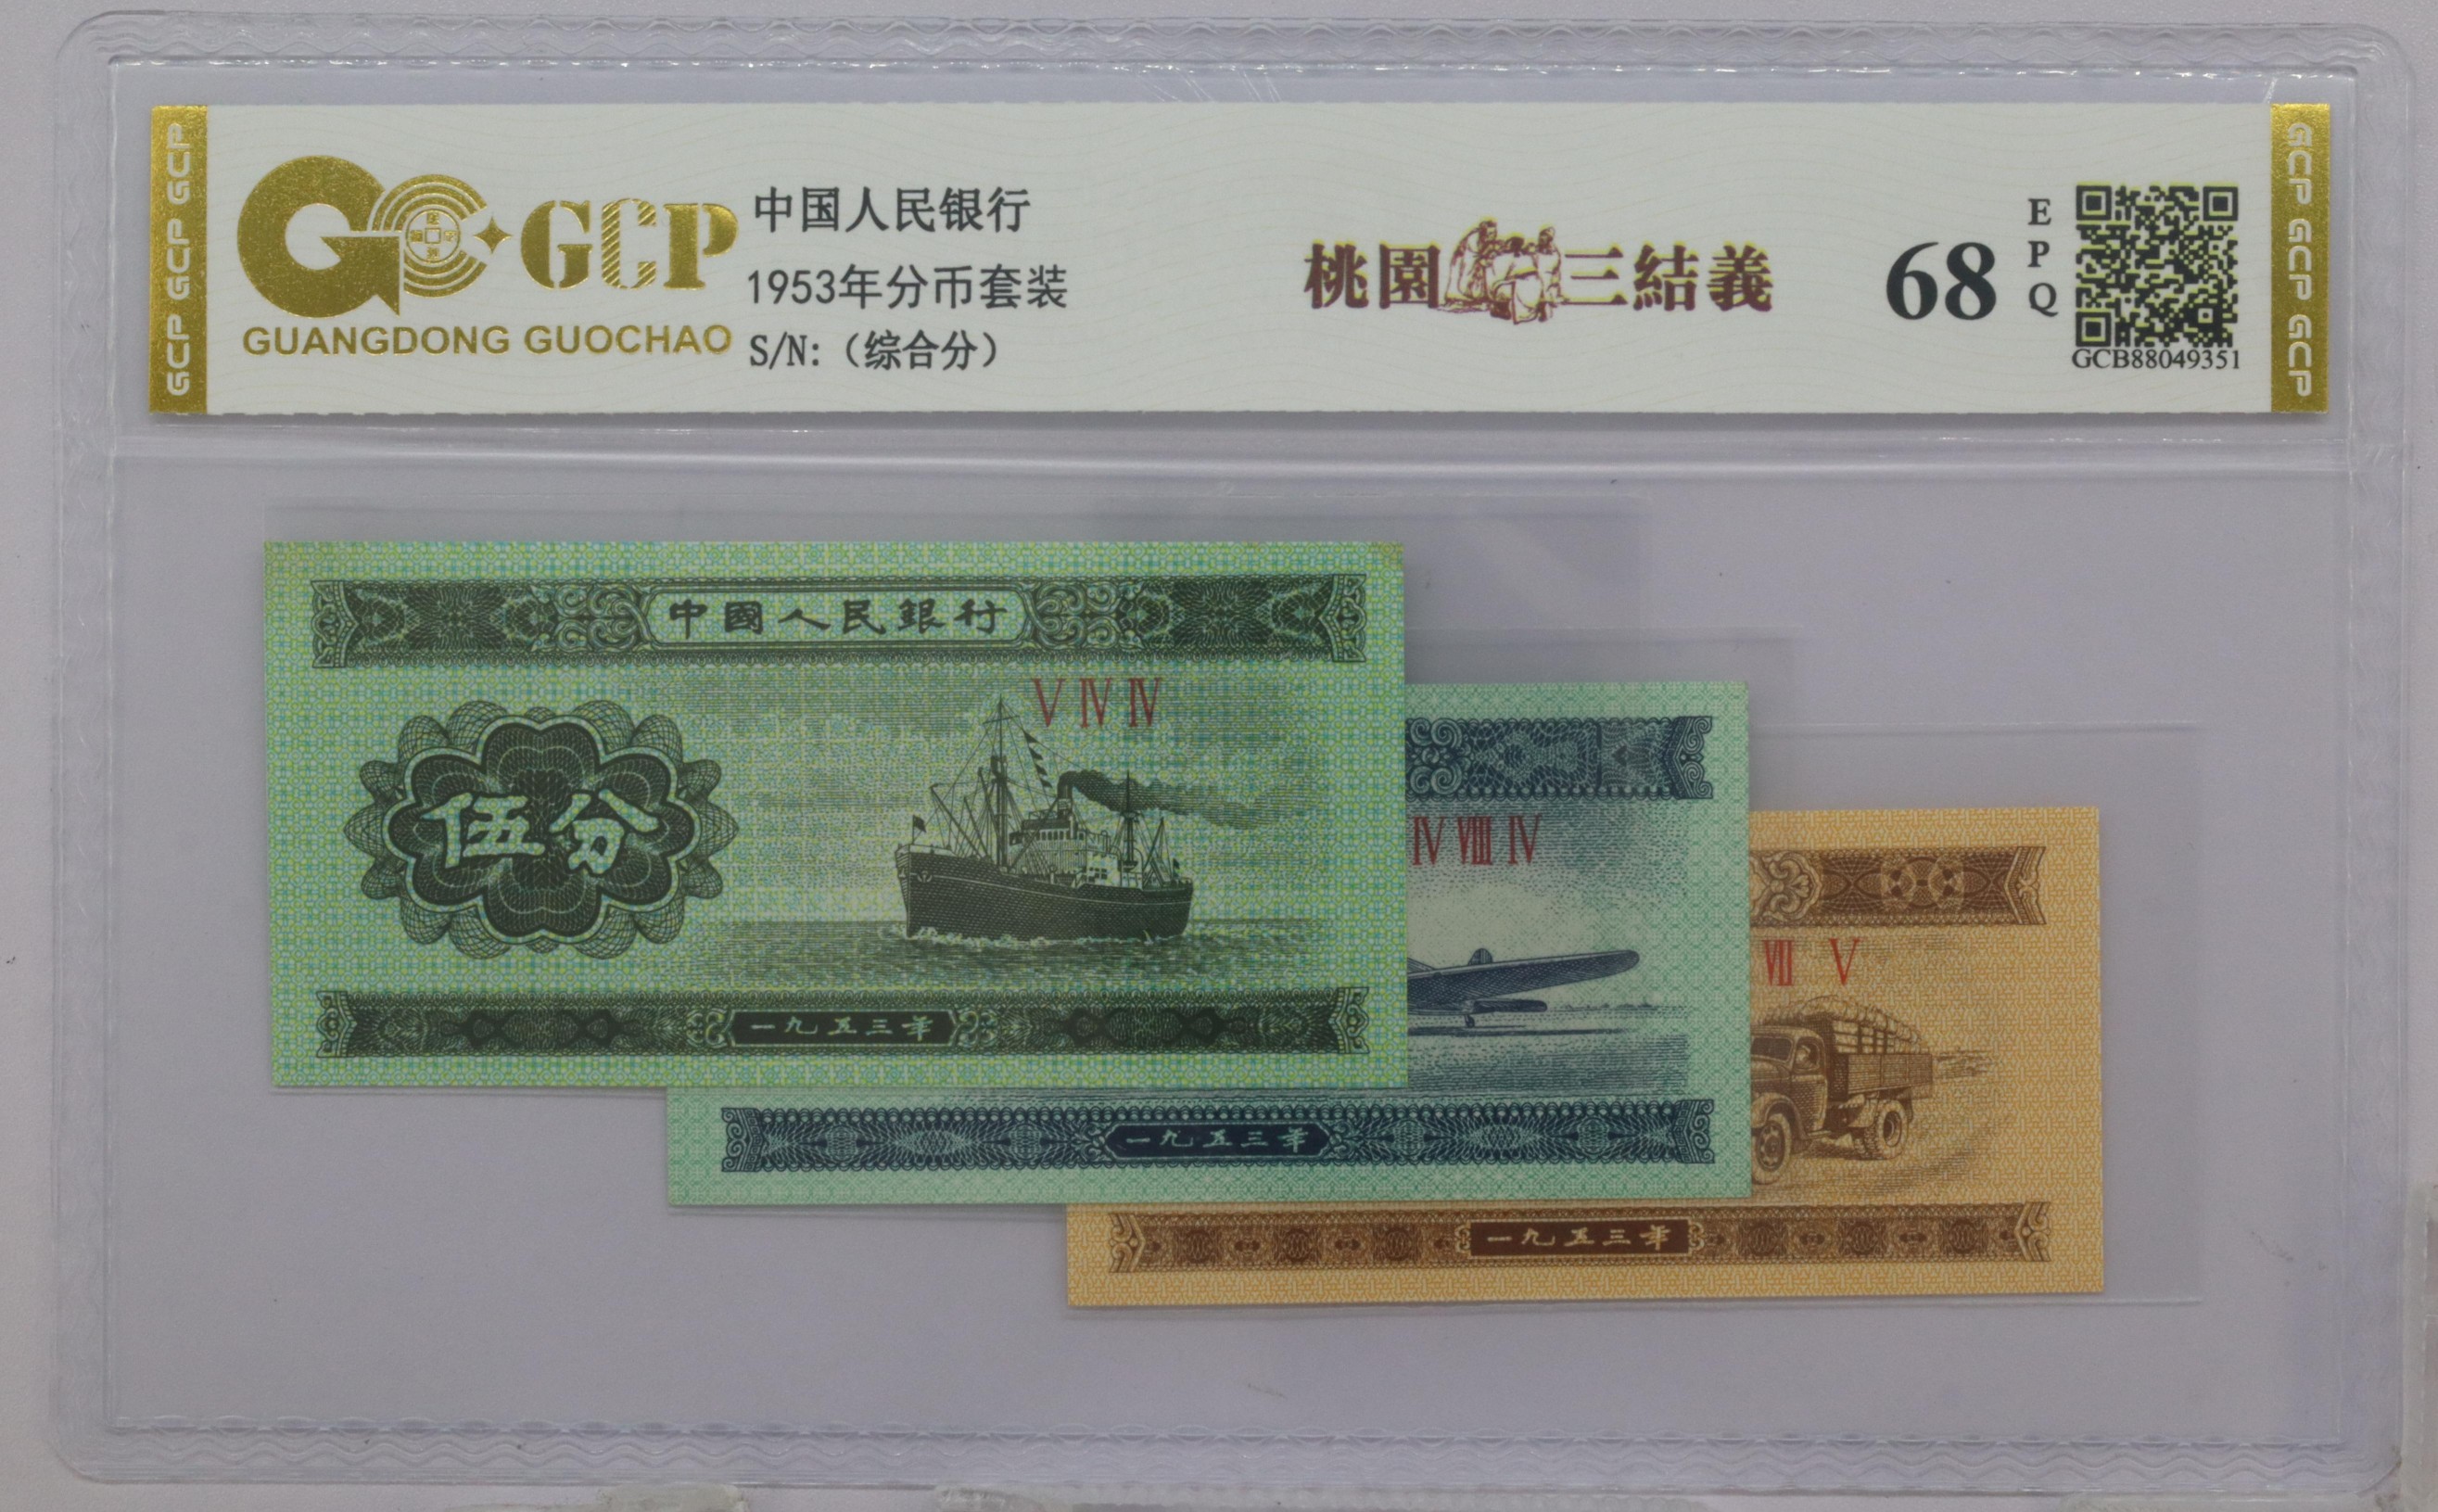 GCP GCP GCP
GCP
GUANGDONG GUOCHAO
中国人民银行
1953年分币套装
S/N:（综合分）
桃園三結義
68
EPQ
GCB88049351
GCP GCP GCP
中國人民銀行
Ⅴ Ⅳ Ⅳ
伍分
一九五三年
Ⅳ Ⅷ Ⅳ
一九五三年
Ⅶ Ⅴ
一九五三年